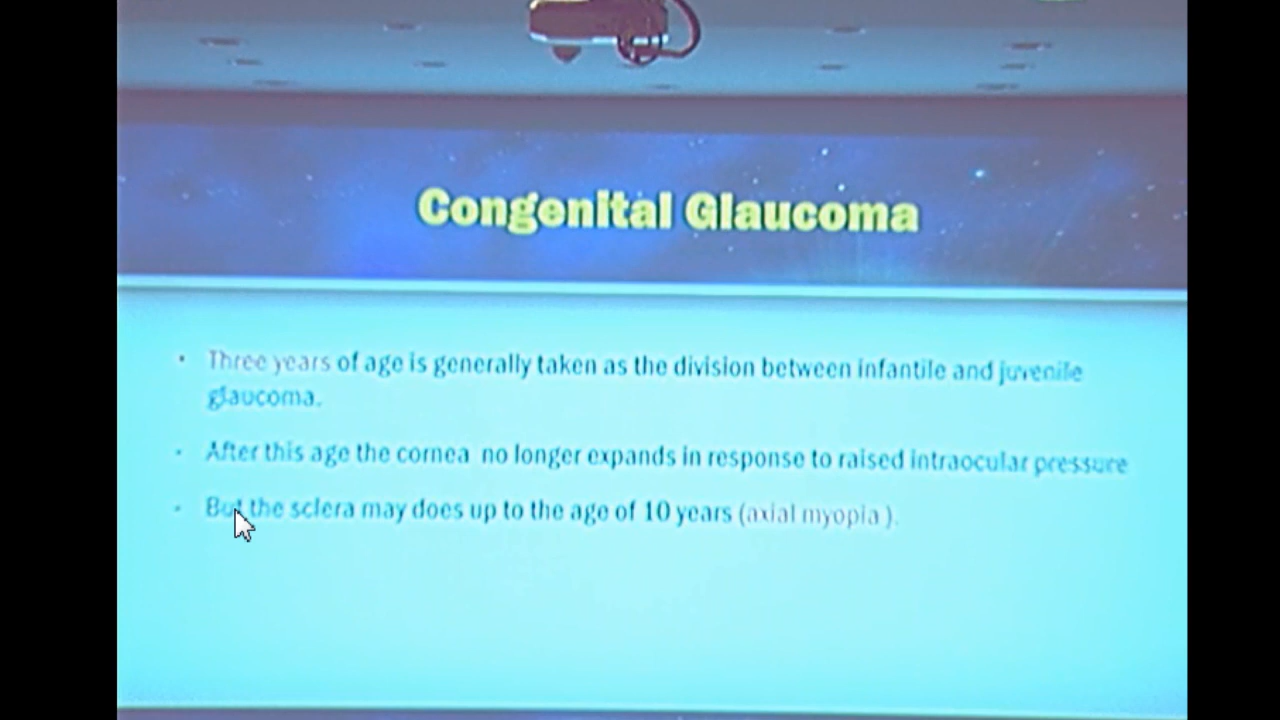 Congenital Glaucoma
• Three years of age is generally taken as the division between infantile and juvenile
glaucoma.
• After this age the cornea no longer expands in response to raised intraocular pressure
• But the sclera may does up to the age of 10 years (axial myopia ).